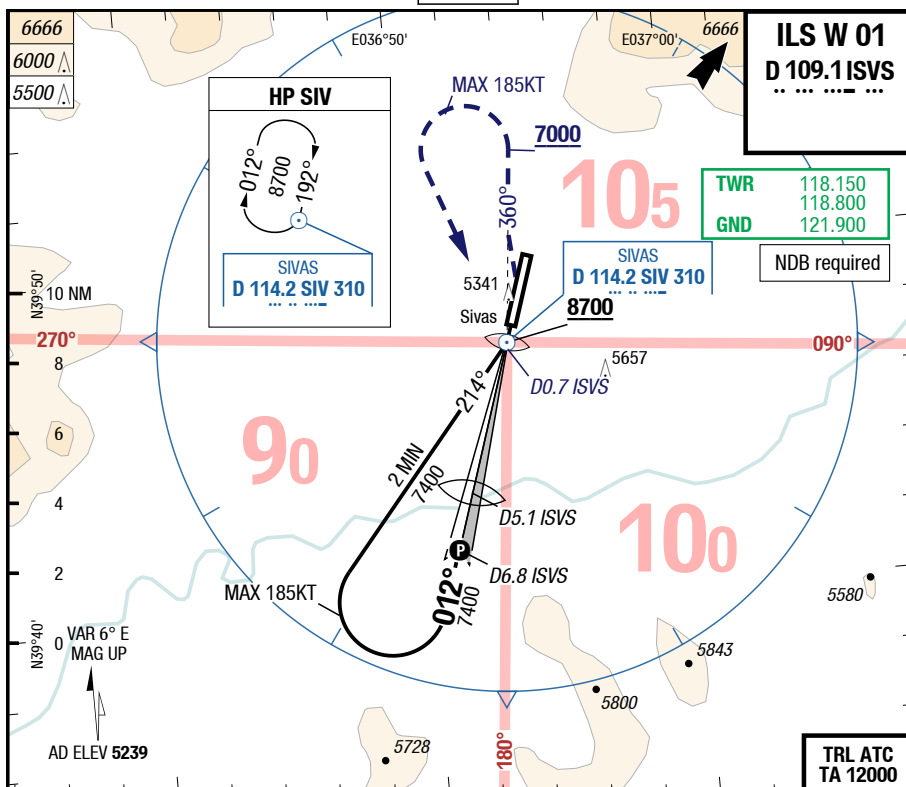 6666
6000
5500
E036°50'
E037°00'
6666
ILS W 01
D 109.1 ISVS
HP SIV
012°
8700
192°
SIVAS
D 114.2 SIV 310
MAX 185KT
7000
360°
105
TWR 118.150
118.800
GND 121.900
NDB required
SIVAS
D 114.2 SIV 310
8700
5341
Sivas
N39°50'
10 NM
270°
090°
8
5657
D0.7 ISVS
214°
6
90
2 MIN
7400
4
D5.1 ISVS
100
2
D6.8 ISVS
P
012°
7400
MAX 185KT
5580
N39°40'
0
VAR 6° E
MAG UP
5843
5800
AD ELEV 5239
5728
180°
TRL ATC
TA 12000